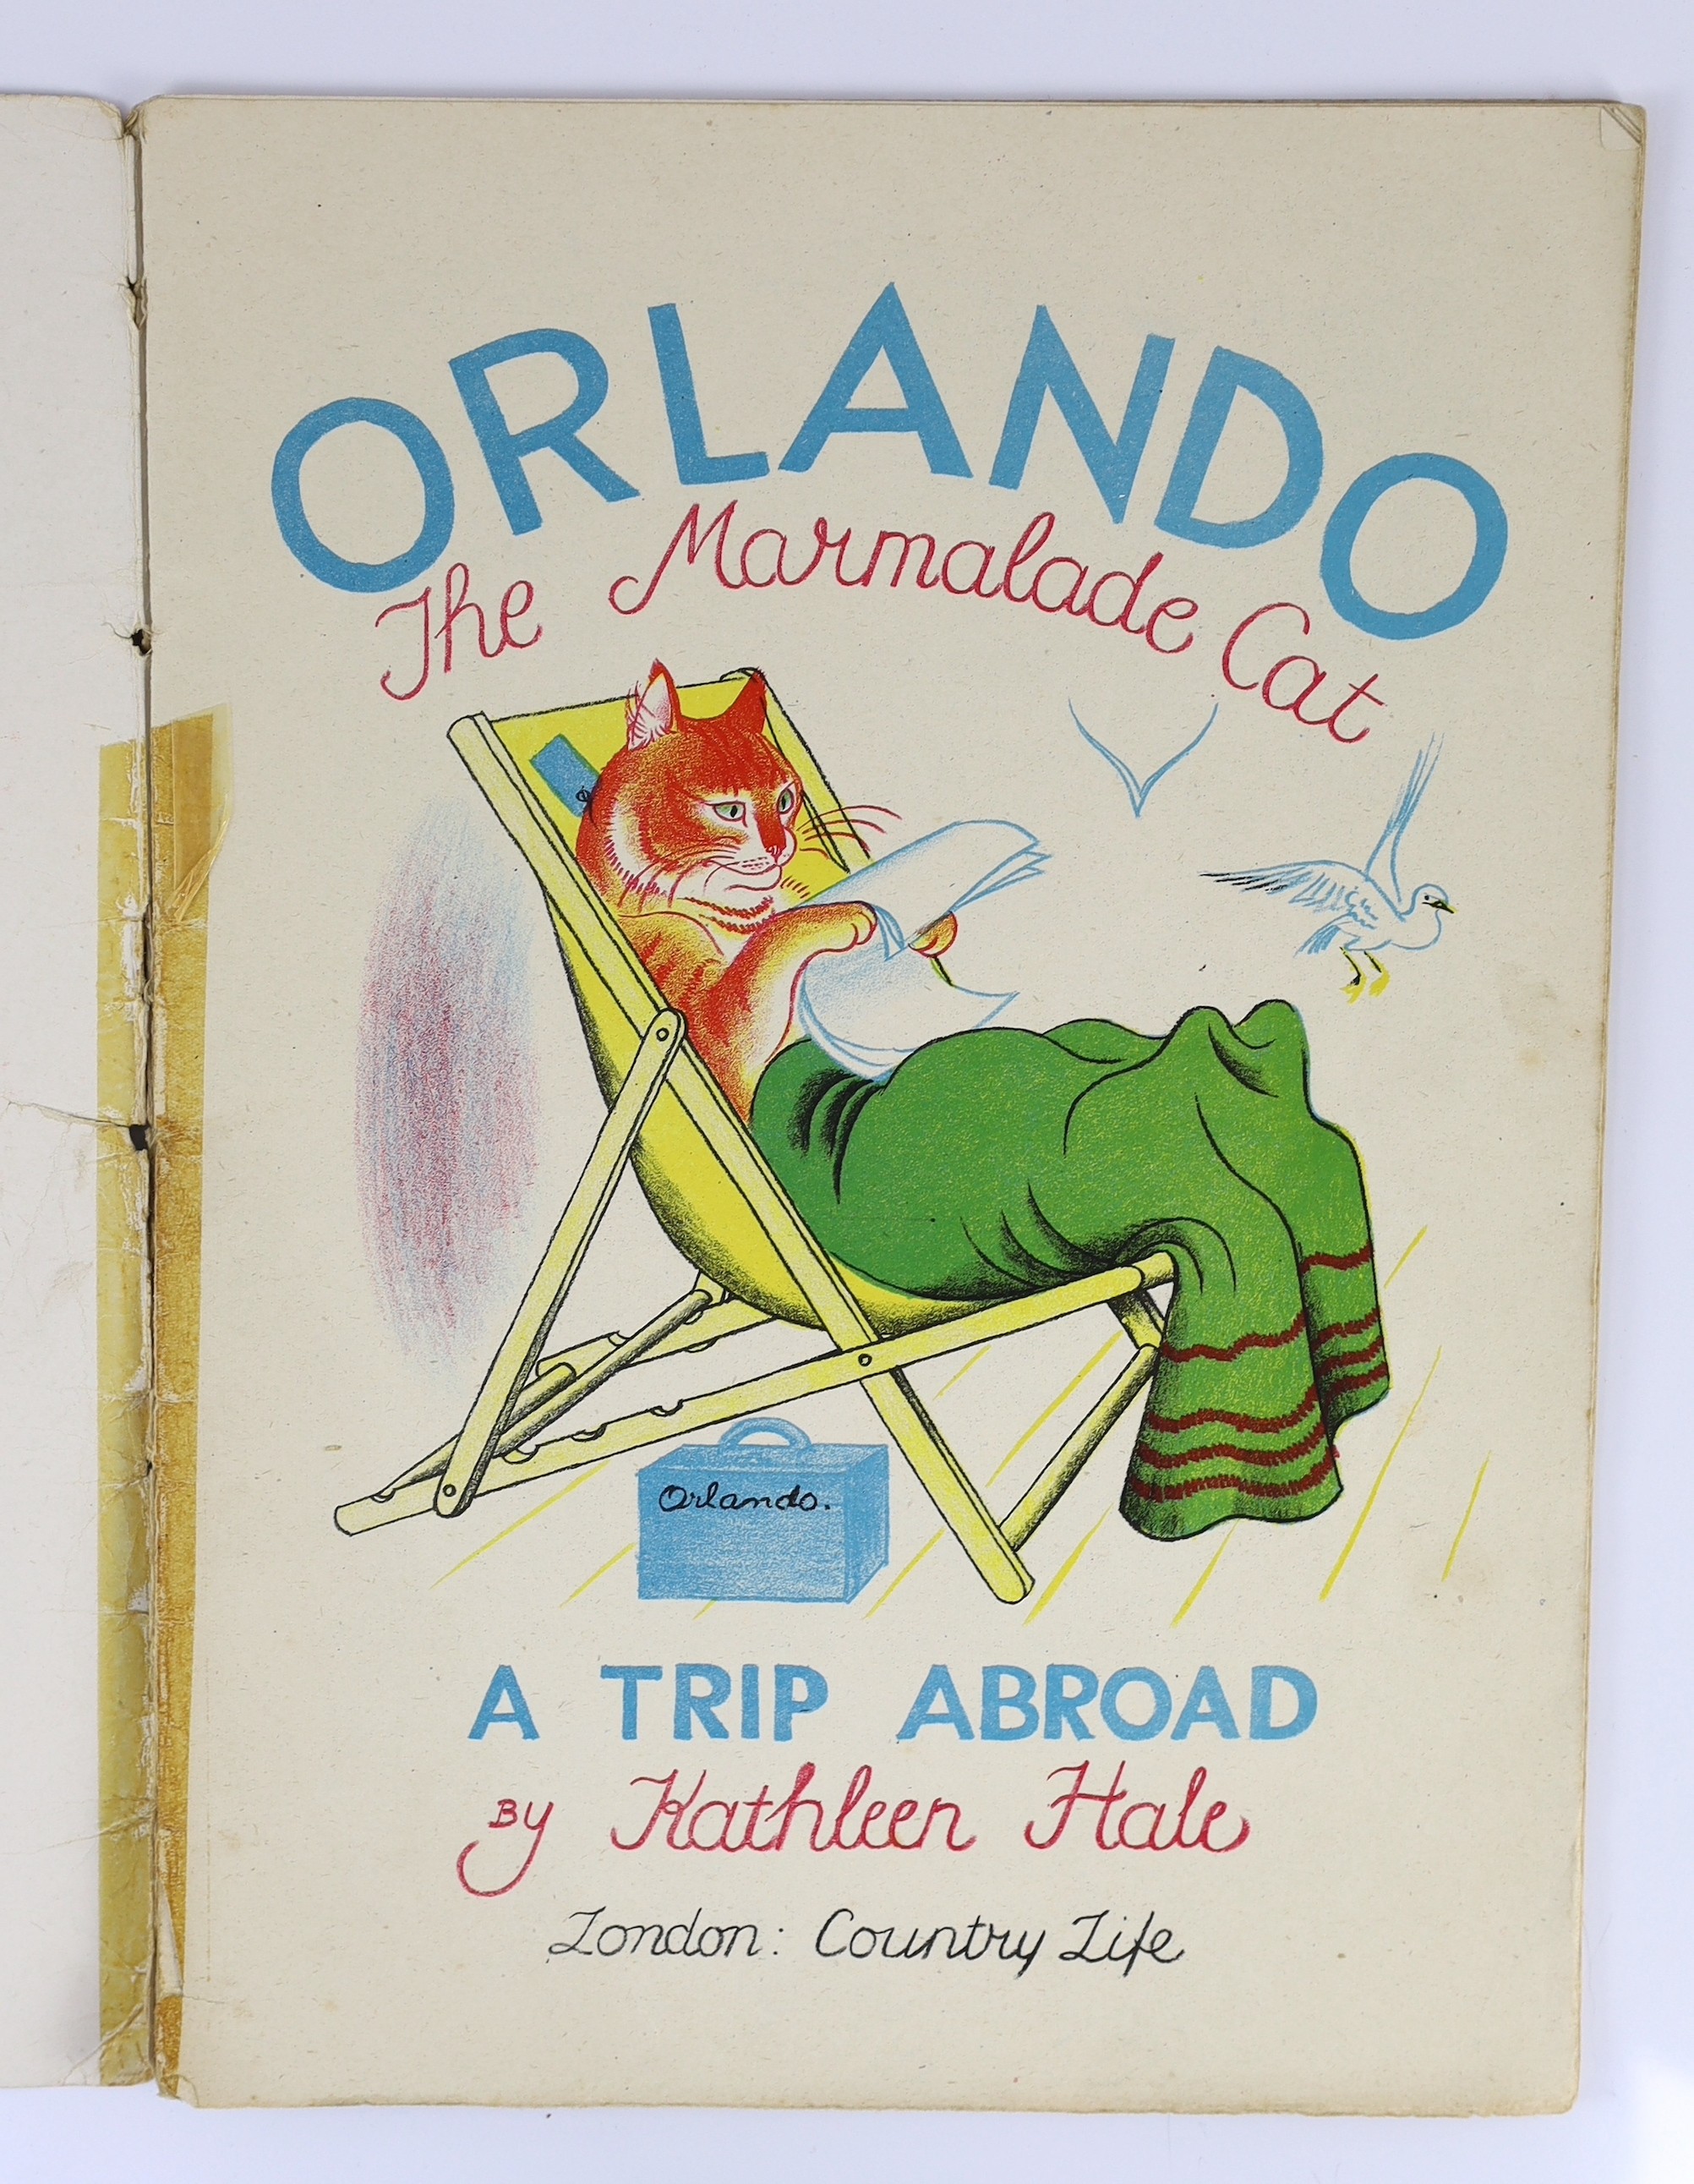 ORLANDO
The Marmalade Cat
Orlando.
A TRIP ABROAD
BY Kathleen Hale
London: Country Life